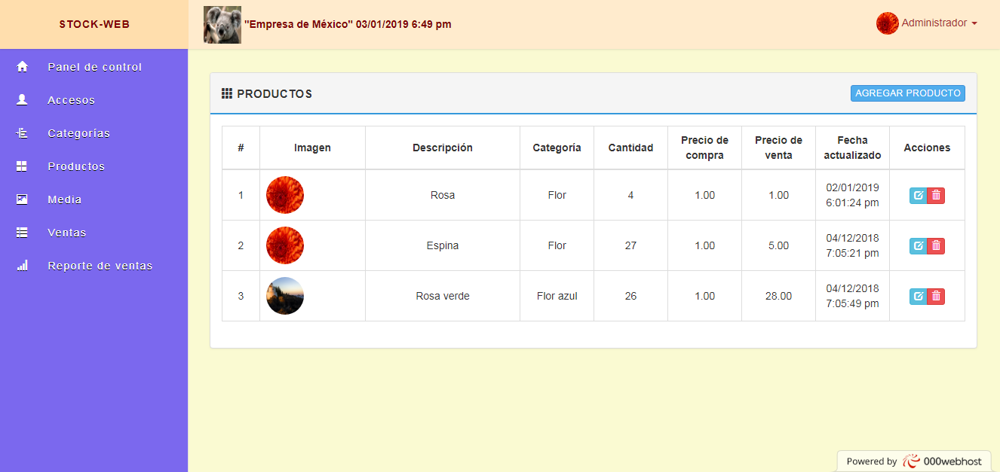 STOCK-WEB
"Empresa de México" 03/01/2019 6:49 pm
Administrador
Panel de control
Accesos
Categorías
Productos
Media
Ventas
Reporte de ventas
PRODUCTOS
AGREGAR PRODUCTO
# Imagen Descripción Categoría Cantidad Precio de compra Precio de venta Fecha actualizado Acciones
1 Rosa Flor 4 1.00 1.00 02/01/2019 6:01:24 pm
2 Espina Flor 27 1.00 5.00 04/12/2018 7:05:21 pm
3 Rosa verde Flor azul 26 1.00 28.00 04/12/2018 7:05:49 pm
Powered by 000webhost